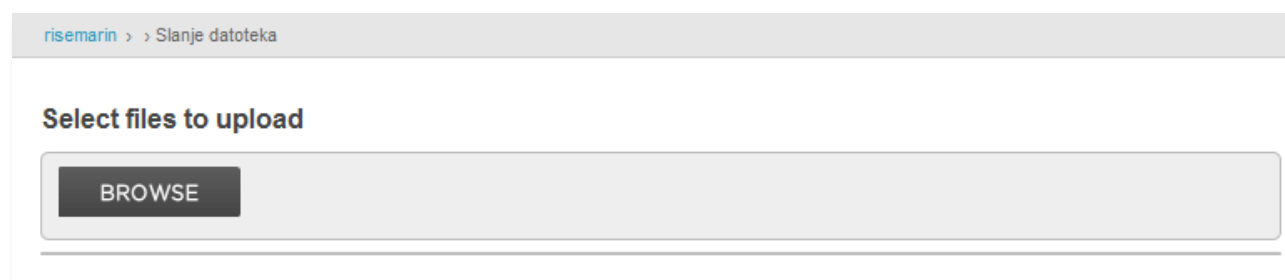 risemarin › › Slanje datoteka
Select files to upload
BROWSE